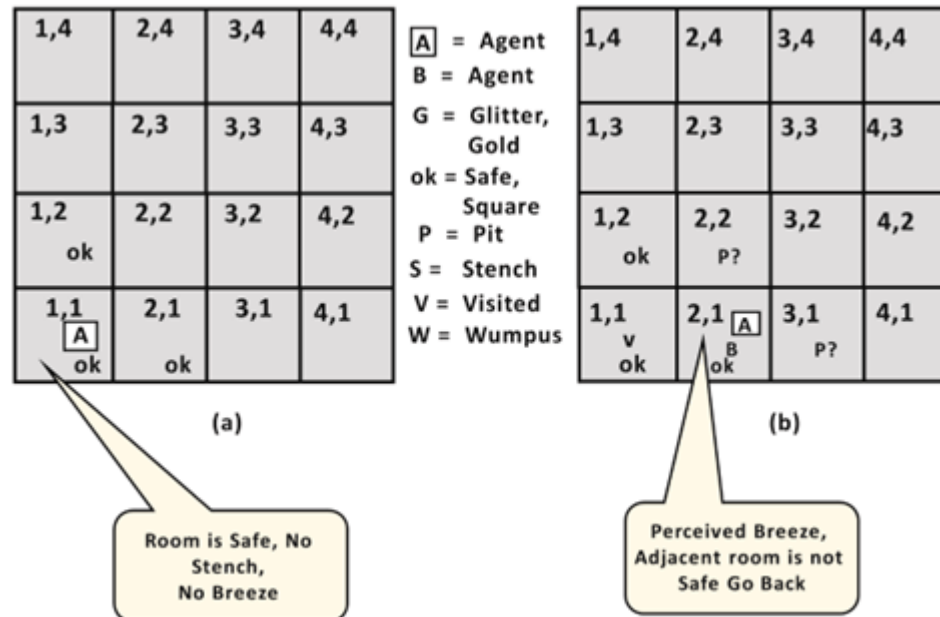 1,4 2,4 3,4 4,4
1,3 2,3 3,3 4,3
1,2 2,2 3,2 4,2
ok
1,1 2,1 3,1 4,1
A
ok ok
(a)
Room is Safe, No
Stench,
No Breeze
A = Agent
B = Agent
G = Glitter,
Gold
ok = Safe,
Square
P = Pit
S = Stench
V = Visited
W = Wumpus
1,4 2,4 3,4 4,4
1,3 2,3 3,3 4,3
1,2 2,2 3,2 4,2
ok P?
1,1 2,1 A 3,1 4,1
v B P?
ok ok
(b)
Perceived Breeze,
Adjacent room is not
Safe Go Back